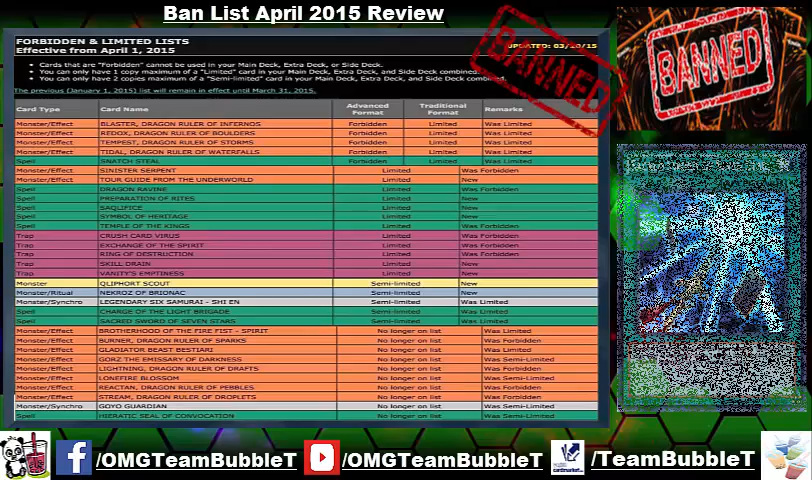 Ban List April 2015 Review
FORBIDDEN & LIMITED LISTS
Effective from April 1, 2015
UPDATED: 03/20/15
• Cards that are "Forbidden" cannot be used in your Main Deck, Extra Deck, or Side Deck.
• You can only have 1 copy maximum of a "Limited" card in your Main Deck, Extra Deck, and Side Deck combined.
• You can only have 2 copies maximum of a "Semi-limited" card in your Main Deck, Extra Deck, and Side Deck combined.
The previous (January 1, 2015) list will remain in effect until March 31, 2015.
BANNED
BANNED
Card Type Card Name Advanced Format Traditional Format Remarks
Monster/Effect BLASTER, DRAGON RULER OF INFERNOS Forbidden Limited Was Limited
Monster/Effect REDOX, DRAGON RULER OF BOULDERS Forbidden Limited Was Limited
Monster/Effect TEMPEST, DRAGON RULER OF STORMS Forbidden Limited Was Limited
Monster/Effect TIDAL, DRAGON RULER OF WATERFALLS Forbidden Limited Was Limited
Spell SNATCH STEAL Forbidden Limited Was Limited
Monster/Effect SINISTER SERPENT Limited Was Forbidden
Monster/Effect TOUR GUIDE FROM THE UNDERWORLD Limited New
Spell DRAGON RAVINE Limited Was Forbidden
Spell PREPARATION OF RITES Limited New
Spell SAQLIFICE Limited New
Spell SYMBOL OF HERITAGE Limited New
Spell TEMPLE OF THE KINGS Limited Was Forbidden
Trap CRUSH CARD VIRUS Limited Was Forbidden
Trap EXCHANGE OF THE SPIRIT Limited Was Forbidden
Trap RING OF DESTRUCTION Limited Was Forbidden
Trap SKILL DRAIN Limited New
Trap VANITY'S EMPTINESS Limited New
Monster QLIPHORT SCOUT Semi-limited New
Monster/Ritual NEKROZ OF BRIONAC Semi-limited New
Monster/Synchro LEGENDARY SIX SAMURAI - SHI EN Semi-limited Was Limited
Spell CHARGE OF THE LIGHT BRIGADE Semi-limited Was Limited
Spell SACRED SWORD OF SEVEN STARS Semi-limited Was Limited
Monster/Effect BROTHERHOOD OF THE FIRE FIST - SPIRIT No longer on list Was Limited
Monster/Effect BURNER, DRAGON RULER OF SPARKS No longer on list Was Forbidden
Monster/Effect GLADIATOR BEAST BESTIARI No longer on list Was Limited
Monster/Effect GORZ THE EMISSARY OF DARKNESS No longer on list Was Semi-Limited
Monster/Effect LIGHTNING, DRAGON RULER OF DRAFTS No longer on list Was Forbidden
Monster/Effect LONEFIRE BLOSSOM No longer on list Was Semi-Limited
Monster/Effect REACTAN, DRAGON RULER OF PEBBLES No longer on list Was Forbidden
Monster/Effect STREAM, DRAGON RULER OF DROPLETS No longer on list Was Forbidden
Monster/Synchro GOYO GUARDIAN No longer on list Was Semi-Limited
Spell HIERATIC SEAL OF CONVOCATION No longer on list Was Semi-Limited
/OMGTeamBubbleT /OMGTeamBubbleT /TeamBubbleT